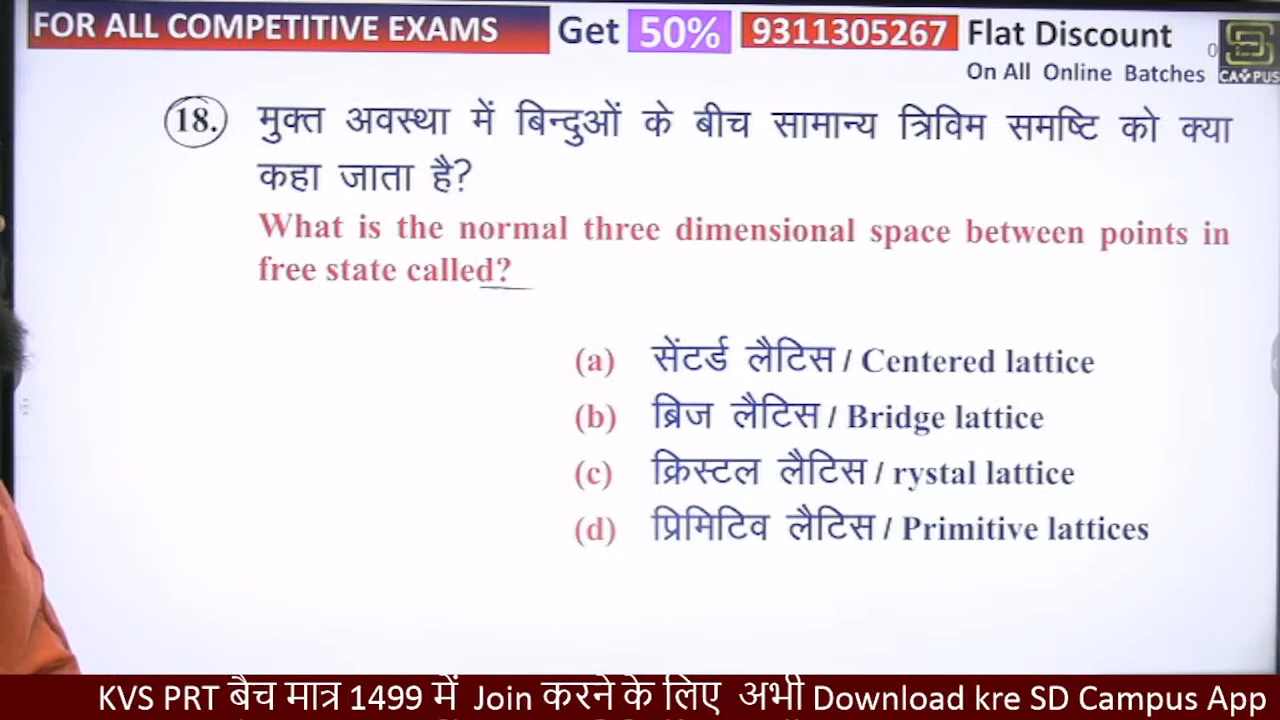 FOR ALL COMPETITIVE EXAMS Get 50% 9311305267 Flat Discount
On All Online Batches
CAMPUS
18. मुक्त अवस्था में बिन्दुओं के बीच सामान्य त्रिविम समष्टि को क्या
कहा जाता है?
What is the normal three dimensional space between points in
free state called?
(a) सेंटर्ड लैटिस / Centered lattice
(b) ब्रिज लैटिस / Bridge lattice
(c) क्रिस्टल लैटिस / rystal lattice
(d) प्रिमिटिव लैटिस / Primitive lattices
KVS PRT बैच मात्र 1499 में Join करने के लिए अभी Download kre SD Campus App